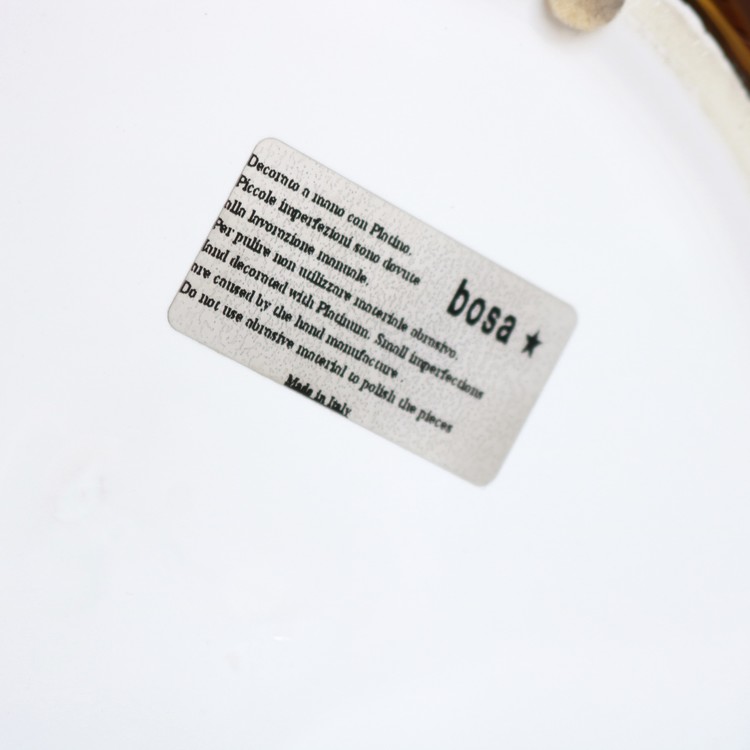 Decorato a mano con Platino.
Piccole imperfezioni sono dovute
alla lavorazione manuale.
Per pulire non utilizzare materiale abrasivo.
Hand decorated with Platinum. Small imperfections
are caused by the hand manufacture.
Do not use abrasive material to polish the pieces
Made in Italy
bosa ★